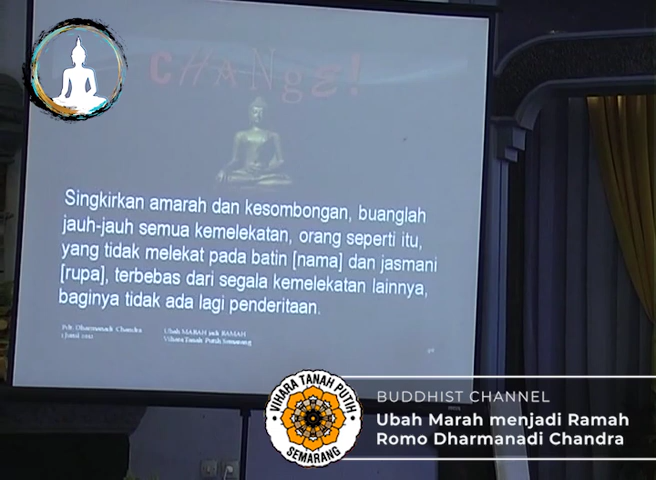 CHANgE!
Singkirkan amarah dan kesombongan, buanglah
jauh-jauh semua kemelekatan, orang seperti itu,
yang tidak melekat pada batin [nama] dan jasmani
[rupa], terbebas dari segala kemelekatan lainnya,
baginya tidak ada lagi penderitaan.
Dharmanadi Chandra
Ubah MARAH jadi RAMAH
Vihara Tanah Putih Semarang
VIHARA TANAH PUTIH
SEMARANG
BUDDHIST CHANNEL
Ubah Marah menjadi Ramah
Romo Dharmanadi Chandra